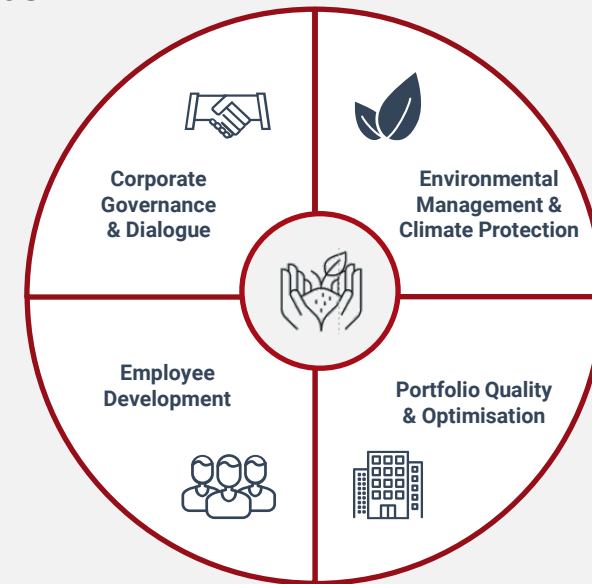 Corporate
Governance
& Dialogue
Environmental
Management &
Climate Protection
Employee
Development
Portfolio Quality
& Optimisation